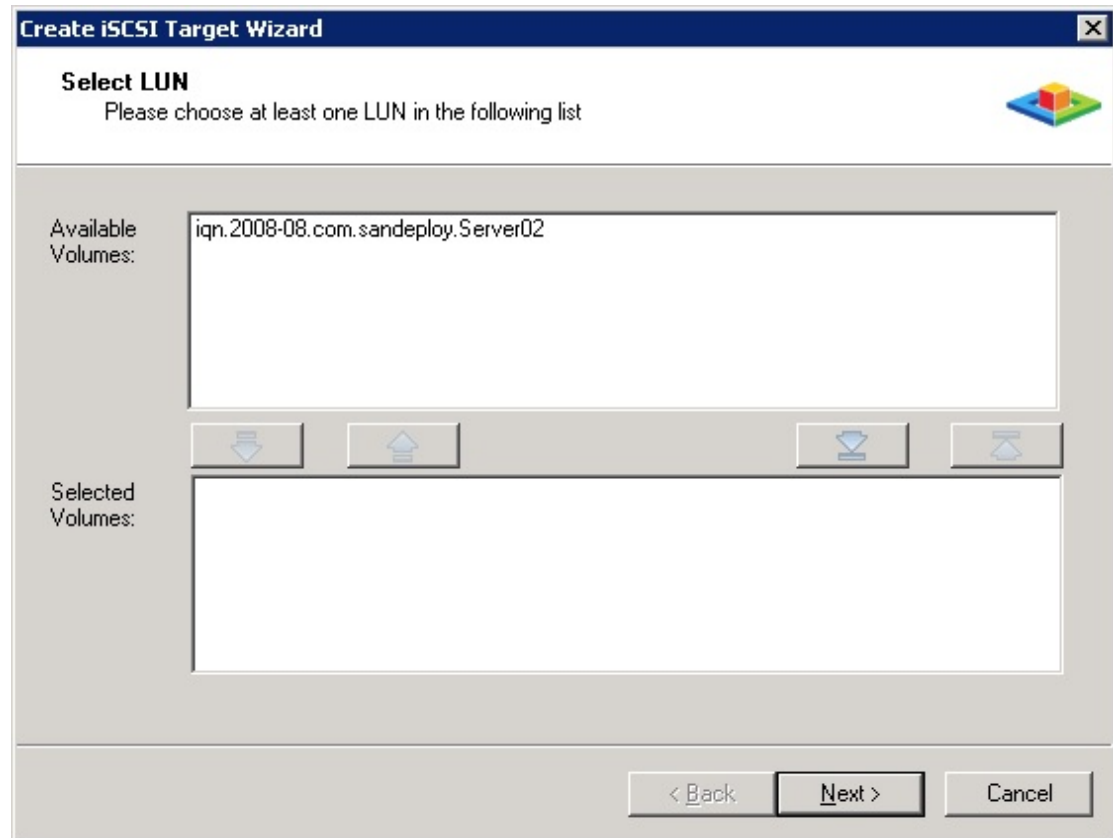 Create iSCSI Target Wizard
Select LUN
Please choose at least one LUN in the following list
Available
Volumes:
iqn.2008-08.com.sandeploy.Server02
Selected
Volumes:
< Back
Next >
Cancel